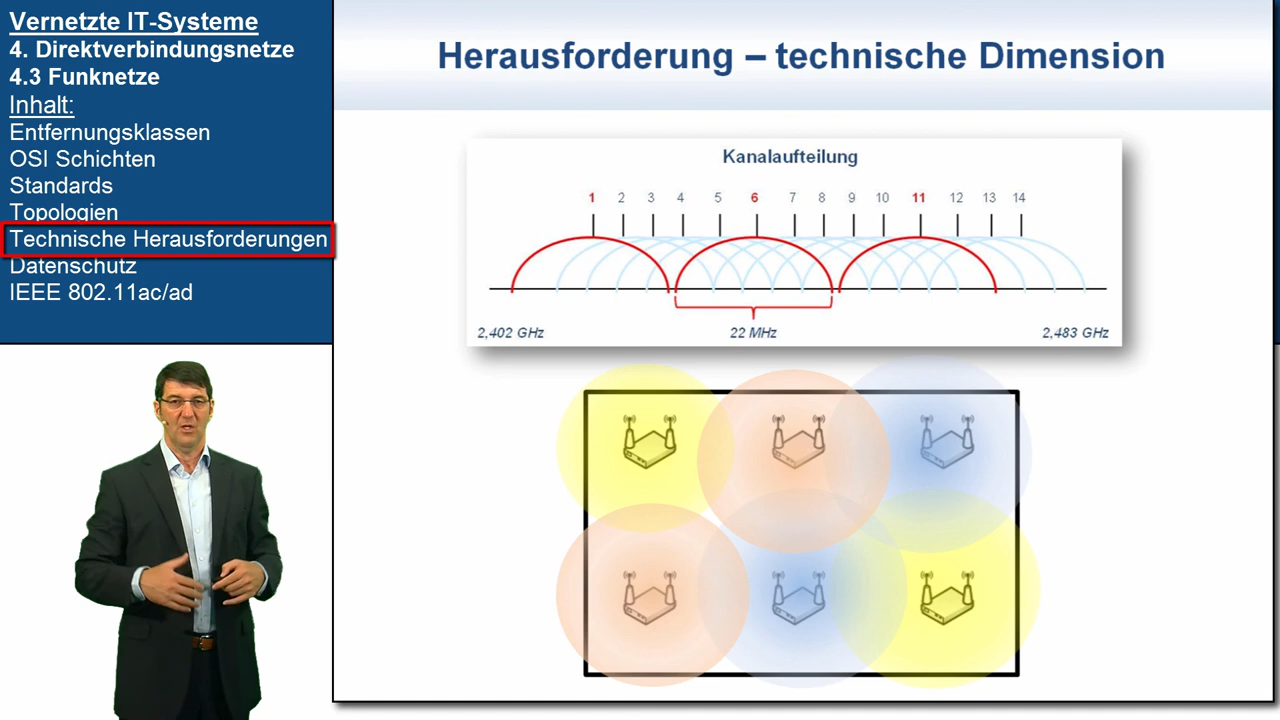 Vernetzte IT-Systeme
4. Direktverbindungsnetze
4.3 Funknetze
Inhalt:
Entfernungsklassen
OSI Schichten
Standards
Topologien
Technische Herausforderungen
Datenschutz
IEEE 802.11ac/ad
Herausforderung – technische Dimension
Kanalaufteilung
1 2 3 4 5 6 7 8 9 10 11 12 13 14
2,402 GHz 22 MHz 2,483 GHz